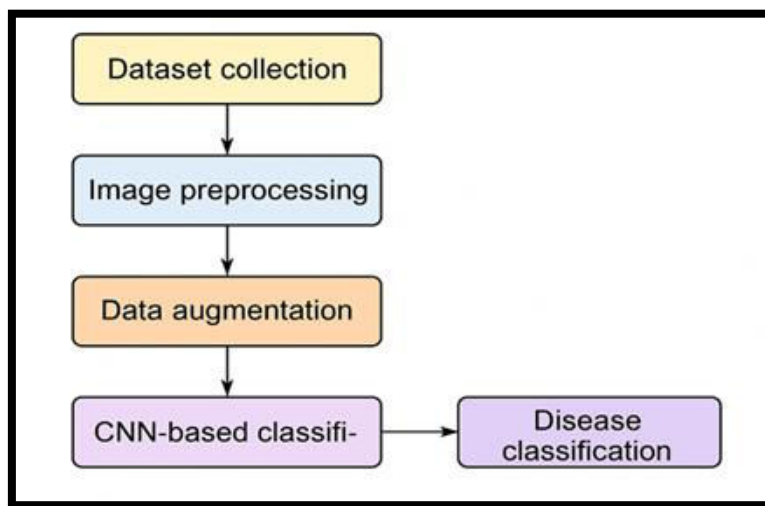 Dataset collection
Image preprocessing
Data augmentation
CNN-based classifi-
Disease
classification